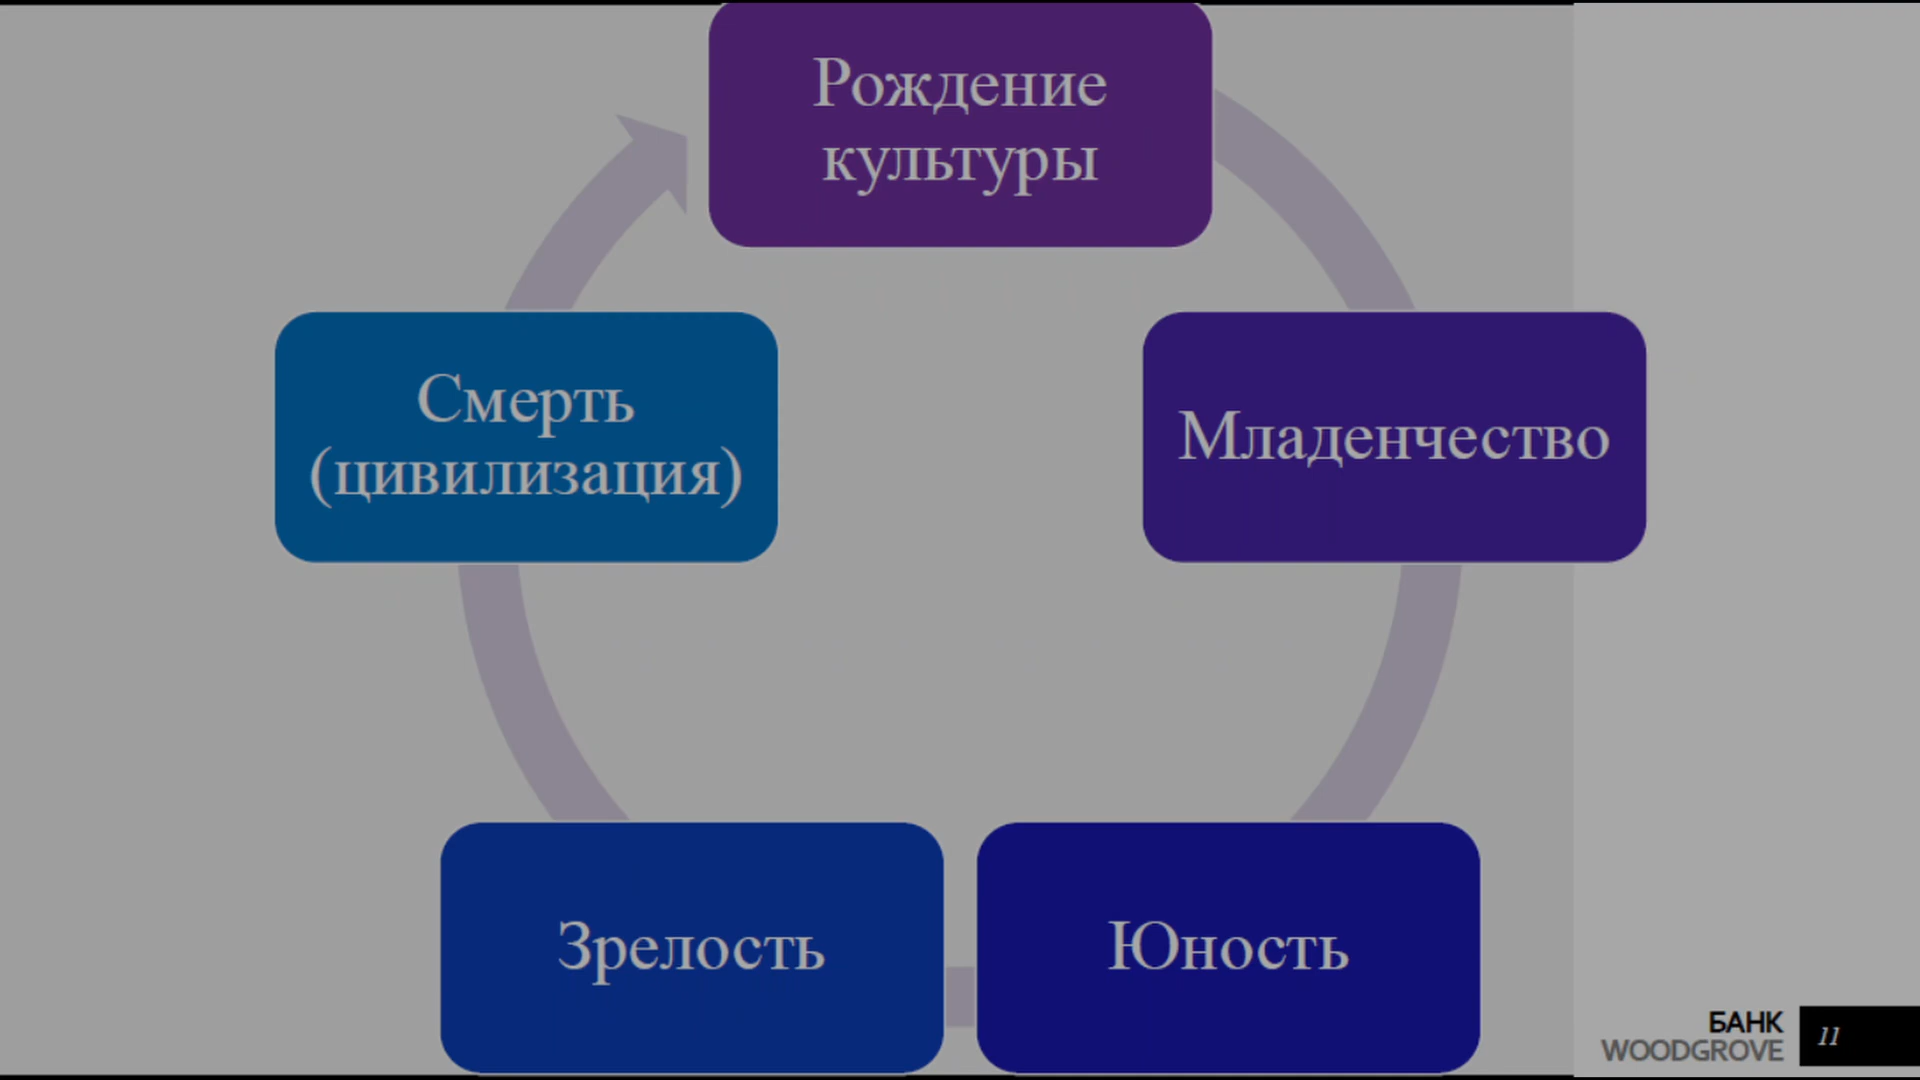 Рождение
культуры
Младенчество
Юность
Зрелость
Смерть
(цивилизация)
БАНК
WOODGROVE
11